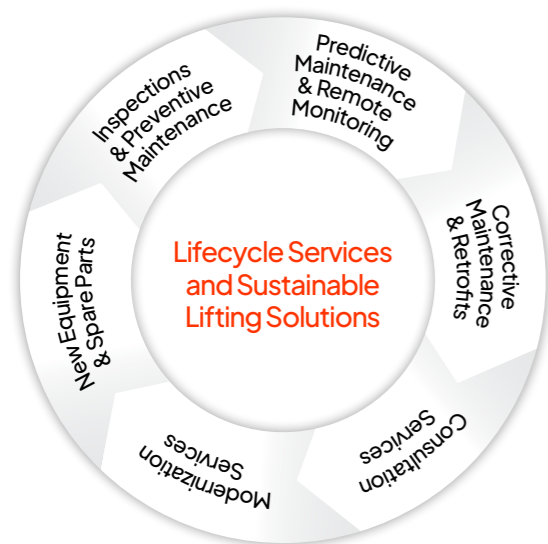 Lifecycle Services
and Sustainable
Lifting Solutions
Inspections
& Preventive
Maintenance
Predictive
Maintenance
& Remote
Monitoring
Corrective
Maintenance
& Retrofits
Consultation
Services
Modernization
Services
New Equipment
& Spare Parts